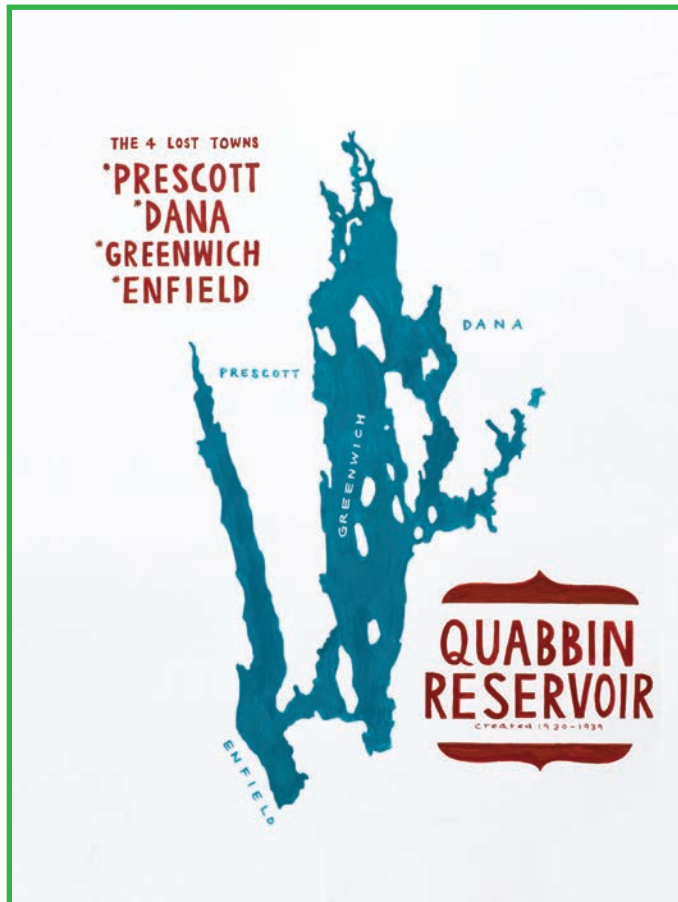 THE 4 LOST TOWNS
*PRESCOTT
*DANA
*GREENWICH
*ENFIELD
DANA
PRESCOTT
GREENWICH
QUABBIN
RESERVOIR
Created 1930-1939
ENFIELD